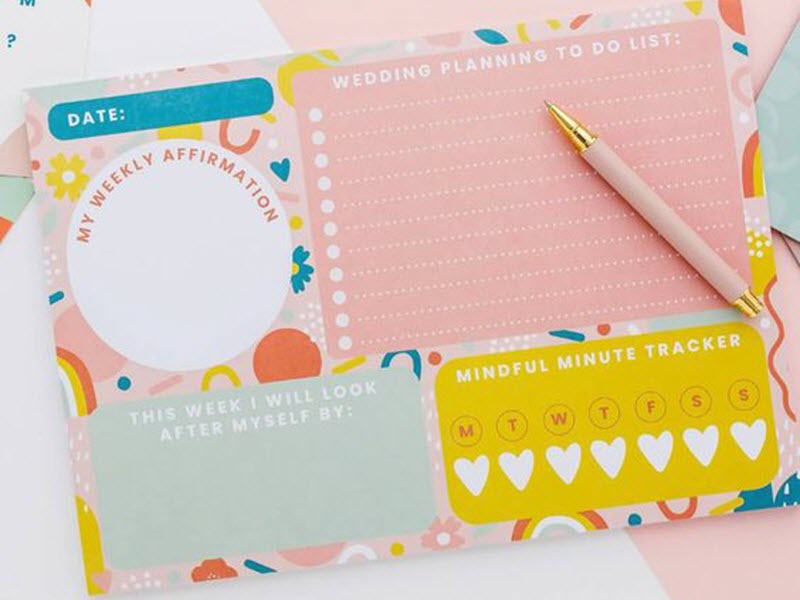 M
?
DATE:
MY WEEKLY AFFIRMATION
WEDDING PLANNING TO DO LIST:
THIS WEEK I WILL LOOK
AFTER MYSELF BY:
MINDFUL MINUTE TRACKER
M T W T F S S